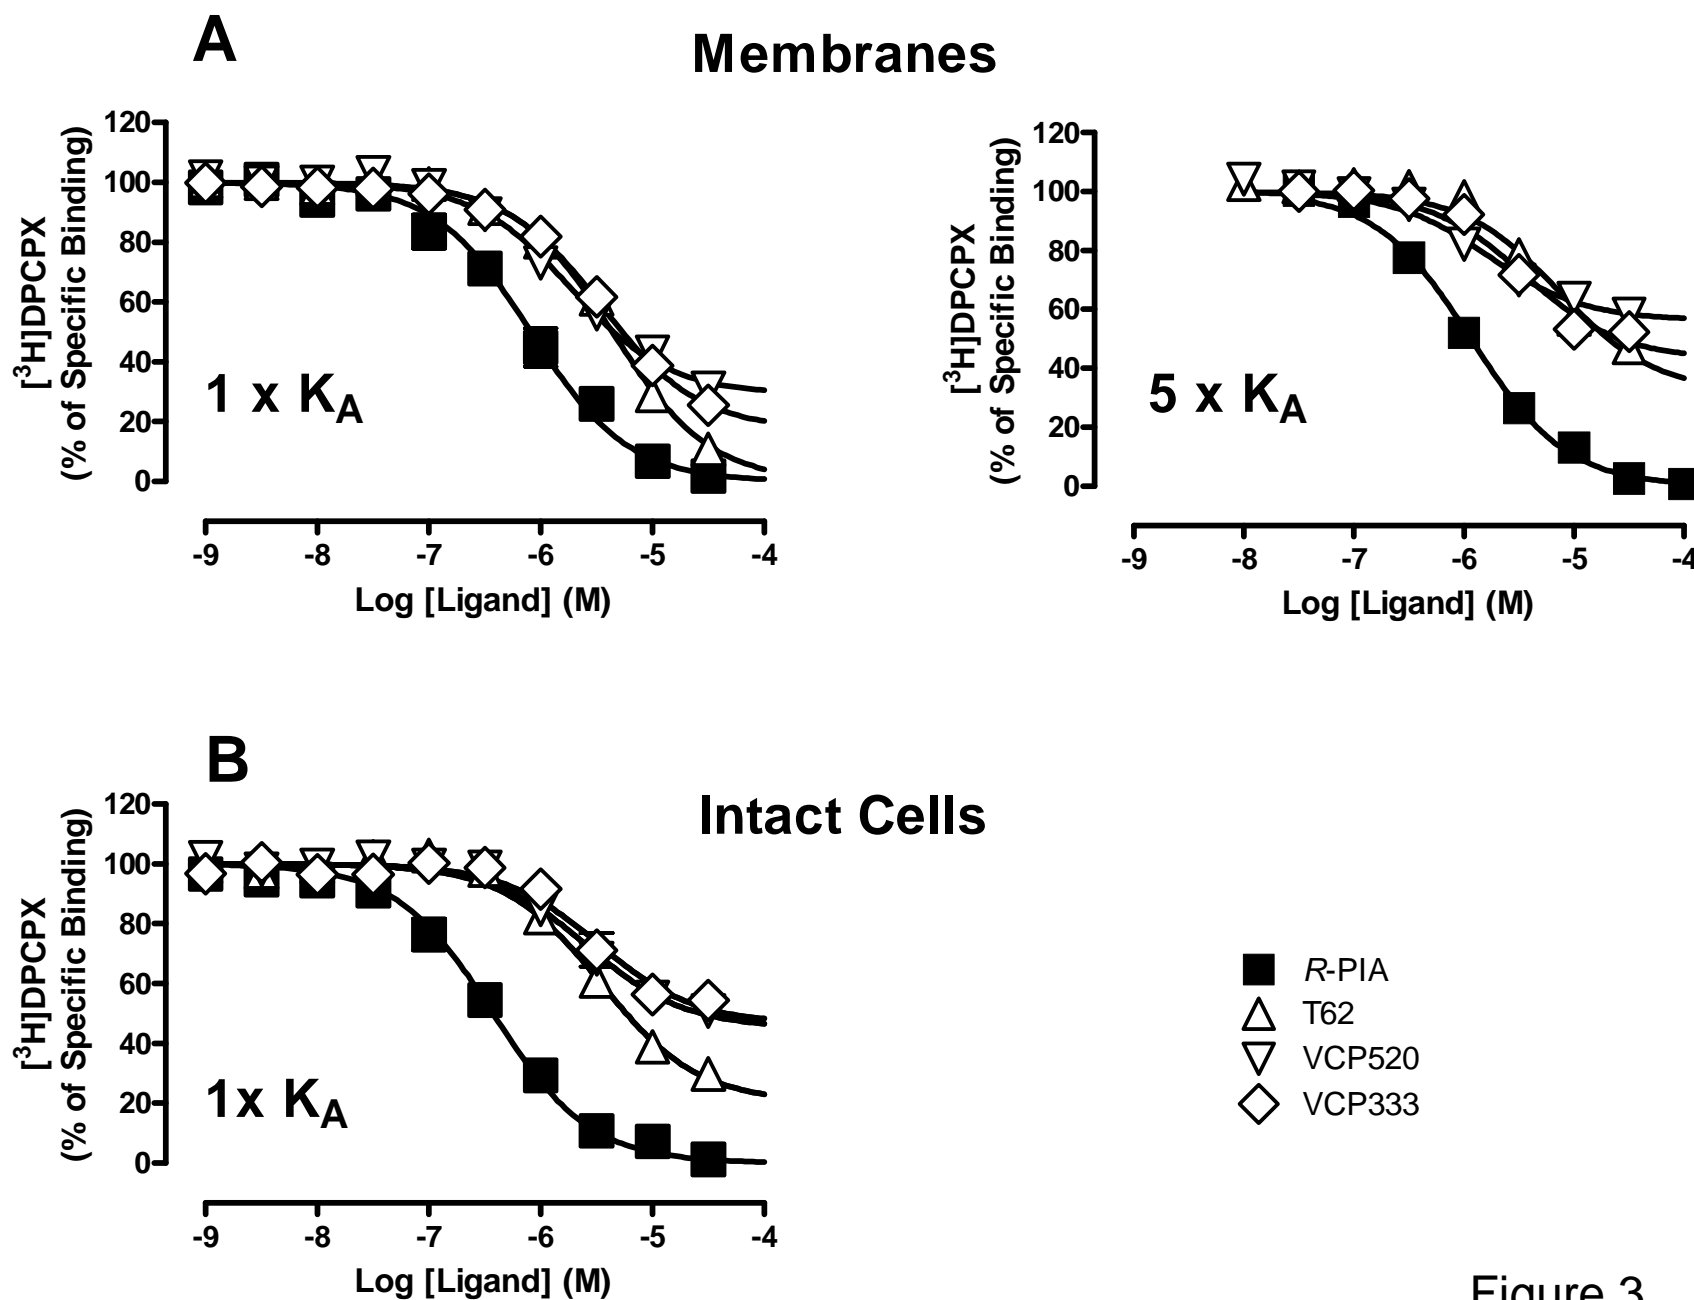 A
Membranes
[³H]DPCPX
(% of Specific Binding)
120
100
80
60
40
20
0
1 x KA
-9 -8 -7 -6 -5 -4
Log [Ligand] (M)
[³H]DPCPX
(% of Specific Binding)
120
100
80
60
40
20
0
5 x KA
-9 -8 -7 -6 -5 -4
Log [Ligand] (M)
B
Intact Cells
[³H]DPCPX
(% of Specific Binding)
120
100
80
60
40
20
0
1x KA
-9 -8 -7 -6 -5 -4
Log [Ligand] (M)
R-PIA
T62
VCP520
VCP333
Figure 3